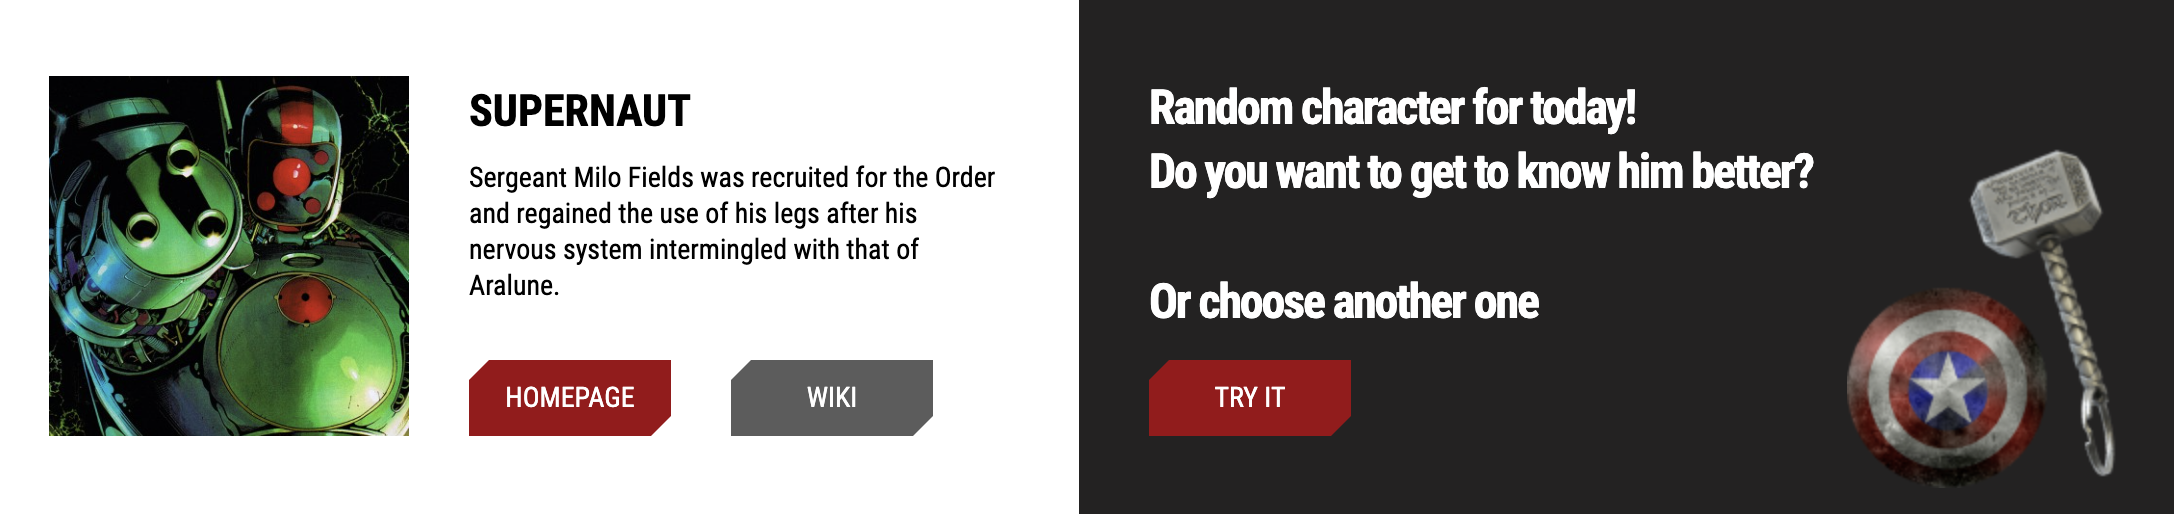 SUPERNAUT
Sergeant Milo Fields was recruited for the Order
and regained the use of his legs after his
nervous system intermingled with that of
Aralune.
HOMEPAGE
WIKI
Random character for today!
Do you want to get to know him better?
Or choose another one
TRY IT